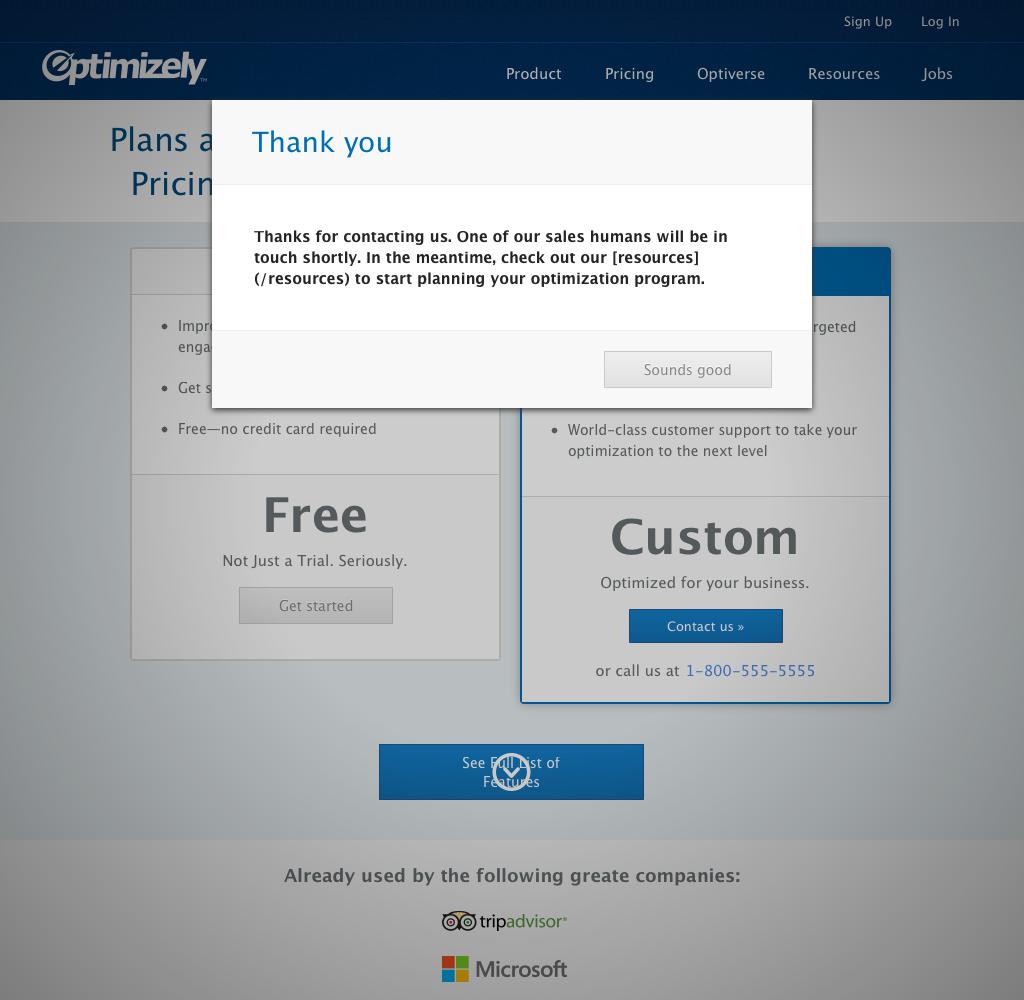 Sign Up Log In
Optimizely™
Product Pricing Optiverse Resources Jobs
Plans a
Pricin
Thank you
Thanks for contacting us. One of our sales humans will be in
touch shortly. In the meantime, check out our [resources]
(/resources) to start planning your optimization program.
Sounds good
Impro
enga
Get s
Free—no credit card required
Free
Not Just a Trial. Seriously.
Get started
rgeted
World-class customer support to take your
optimization to the next level
Custom
Optimized for your business.
Contact us »
or call us at 1-800-555-5555
See Full List of
Features
Already used by the following greate companies:
tripadvisor®
Microsoft